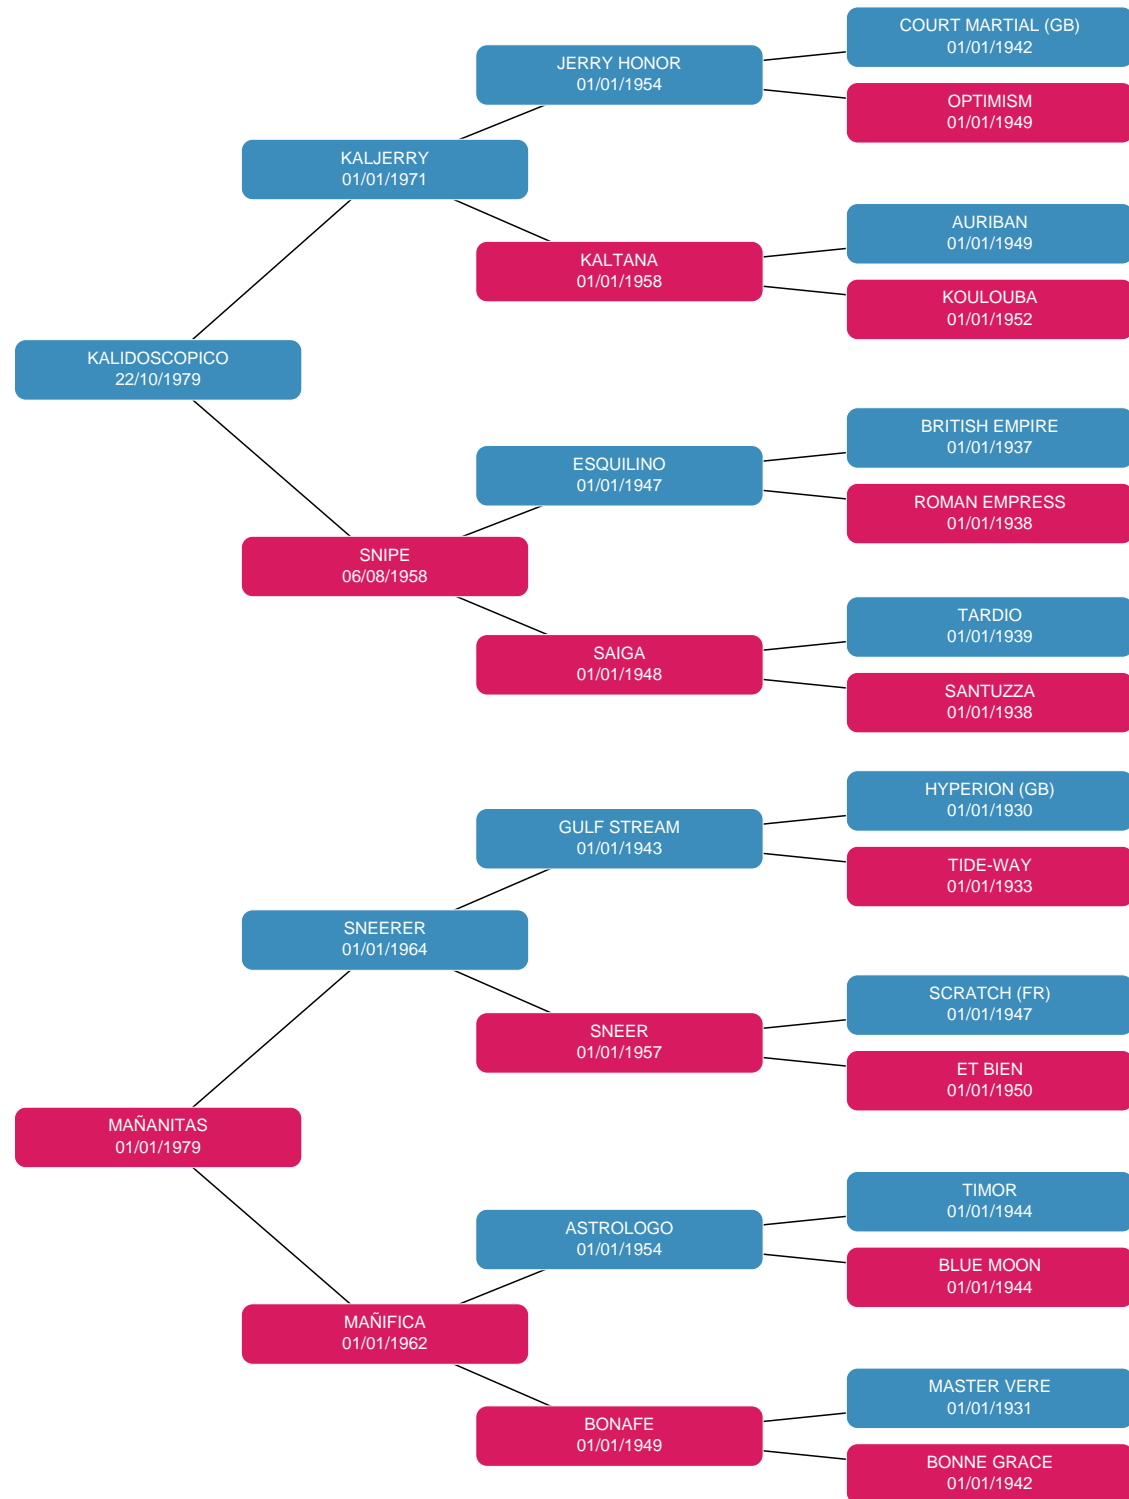 COURT MARTIAL (GB)
01/01/1942
JERRY HONOR
01/01/1954
OPTIMISM
01/01/1949
KALJERRY
01/01/1971
AURIBAN
01/01/1949
KALTANA
01/01/1958
KOULOUBA
01/01/1952
KALIDOSCOPICO
22/10/1979
BRITISH EMPIRE
01/01/1937
ESQUILINO
01/01/1947
ROMAN EMPRESS
01/01/1938
SNIPE
06/08/1958
TARDIO
01/01/1939
SAIGA
01/01/1948
SANTUZZA
01/01/1938
HYPERION (GB)
01/01/1930
GULF STREAM
01/01/1943
TIDE-WAY
01/01/1933
SNEERER
01/01/1964
SCRATCH (FR)
01/01/1947
SNEER
01/01/1957
ET BIEN
01/01/1950
MAÑANITAS
01/01/1979
TIMOR
01/01/1944
ASTROLOGO
01/01/1954
BLUE MOON
01/01/1944
MAÑIFICA
01/01/1962
MASTER VERE
01/01/1931
BONAFE
01/01/1949
BONNE GRACE
01/01/1942